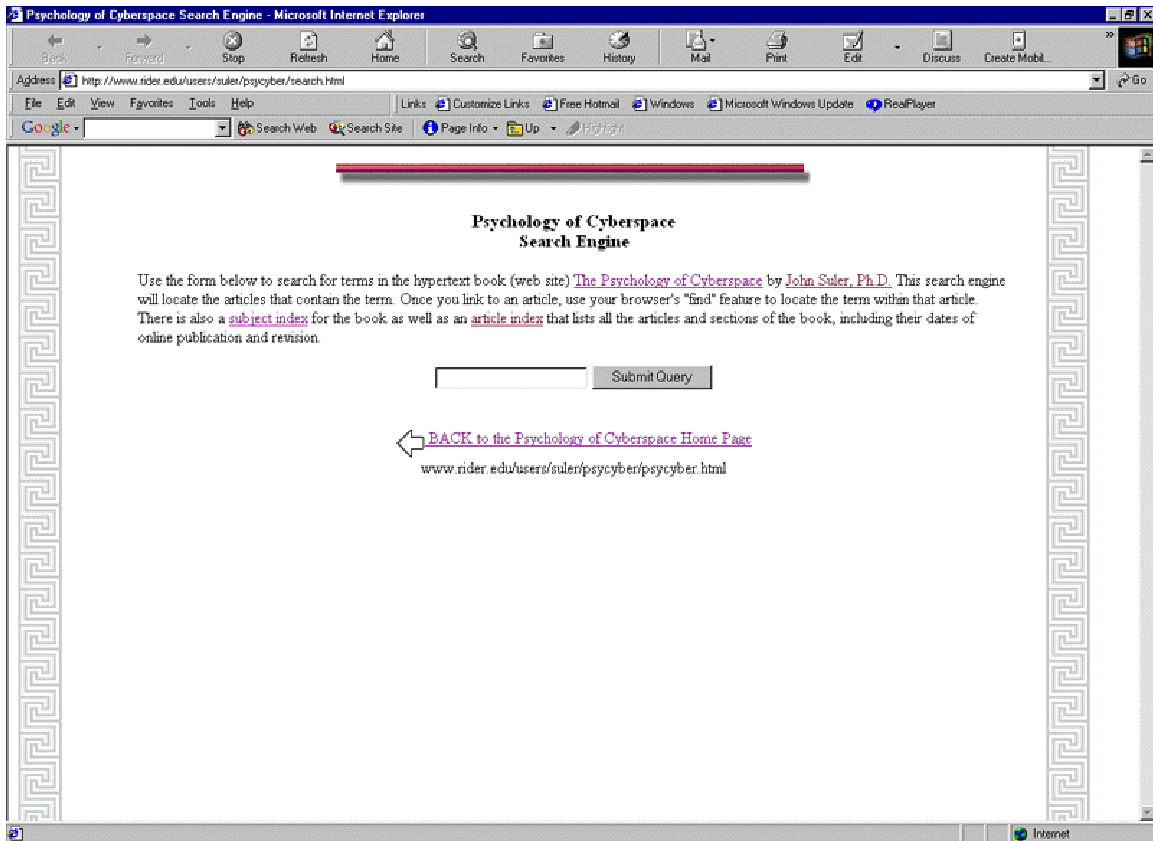 Psychology of Cyberspace Search Engine - Microsoft Internet Explorer
Back Forward Stop Refresh Home Search Favorites History Mail Print Edit Discuss Create Mobil... »
Address http://www.rider.edu/users/suler/psycyber/search.html Go
File Edit View Favorites Tools Help Links Customize Links Free Hotmail Windows Microsoft Windows Update RealPlayer
Google Search Web Search Site Page Info Up Highlight
Psychology of Cyberspace
Search Engine
Use the form below to search for terms in the hypertext book (web site) The Psychology of Cyberspace by John Suler, Ph.D. This search engine
will locate the articles that contain the term. Once you link to an article, use your browser's "find" feature to locate the term within that article.
There is also a subject index for the book as well as an article index that lists all the articles and sections of the book, including their dates of
online publication and revision.
Submit Query
BACK to the Psychology of Cyberspace Home Page
www.rider.edu/users/suler/psycyber/psycyber.html
Internet